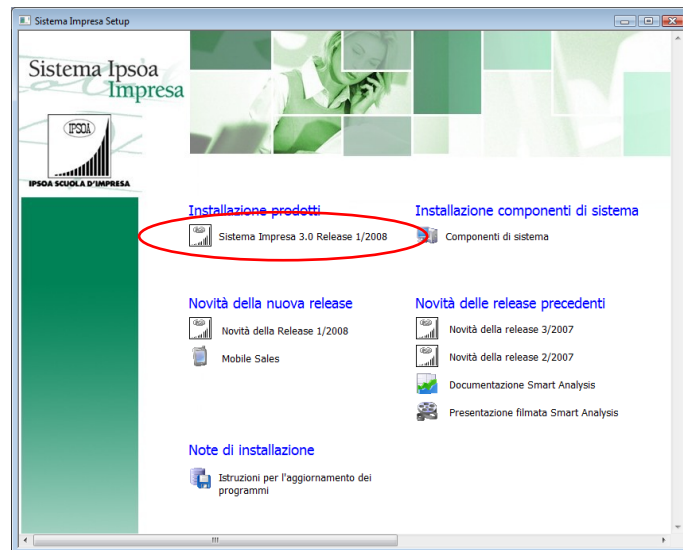 Sistema Impresa Setup
Sistema Ipsoa
Impresa
IPSOA
IPSOA SCUOLA D'IMPRESA
Installazione prodotti
Sistema Impresa 3.0 Release 1/2008
Installazione componenti di sistema
Componenti di sistema
Novità della nuova release
Novità della Release 1/2008
Mobile Sales
Novità delle release precedenti
Novità della release 3/2007
Novità della release 2/2007
Documentazione Smart Analysis
Presentazione filmata Smart Analysis
Note di installazione
Istruzioni per l'aggiornamento dei
programmi